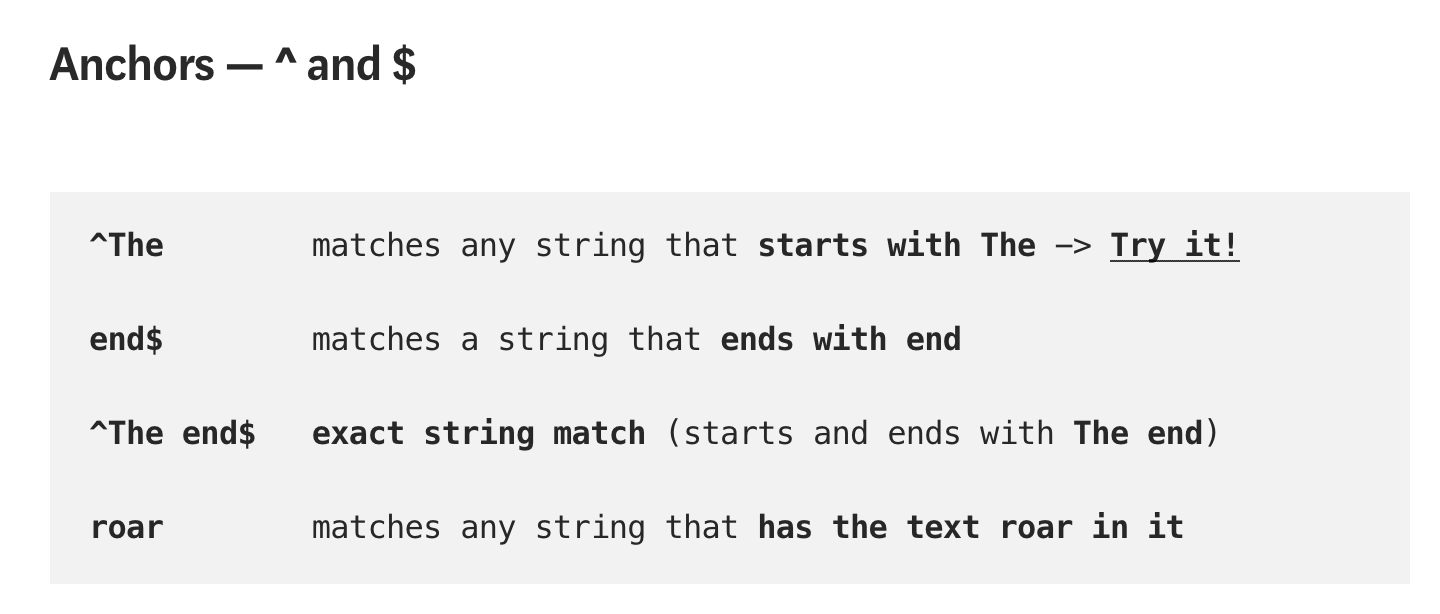 Anchors — ^ and $
^The matches any string that starts with The —> Try it!
end$ matches a string that ends with end
^The end$ exact string match (starts and ends with The end)
roar matches any string that has the text roar in it